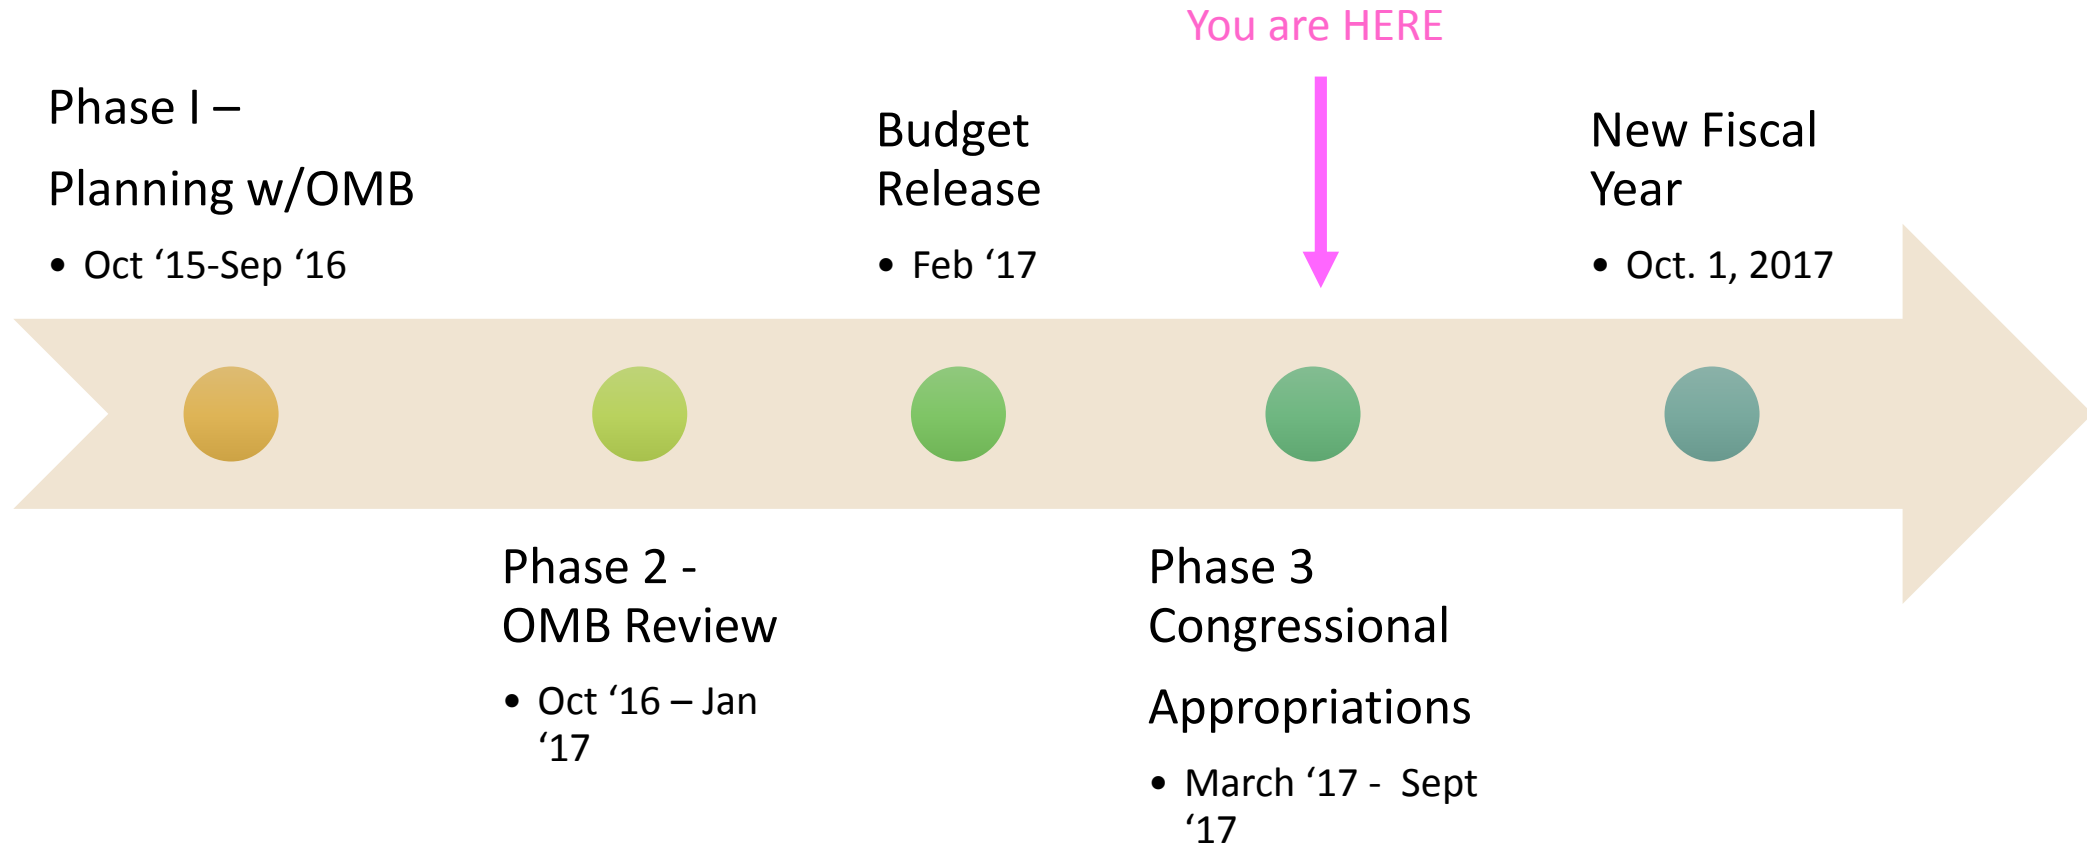 You are HERE
Phase I –
Planning w/OMB
• Oct ‘15-Sep ‘16
Budget
Release
• Feb ‘17
New Fiscal
Year
• Oct. 1, 2017
Phase 2 -
OMB Review
• Oct ‘16 – Jan
‘17
Phase 3
Congressional
Appropriations
• March ‘17 - Sept
‘17